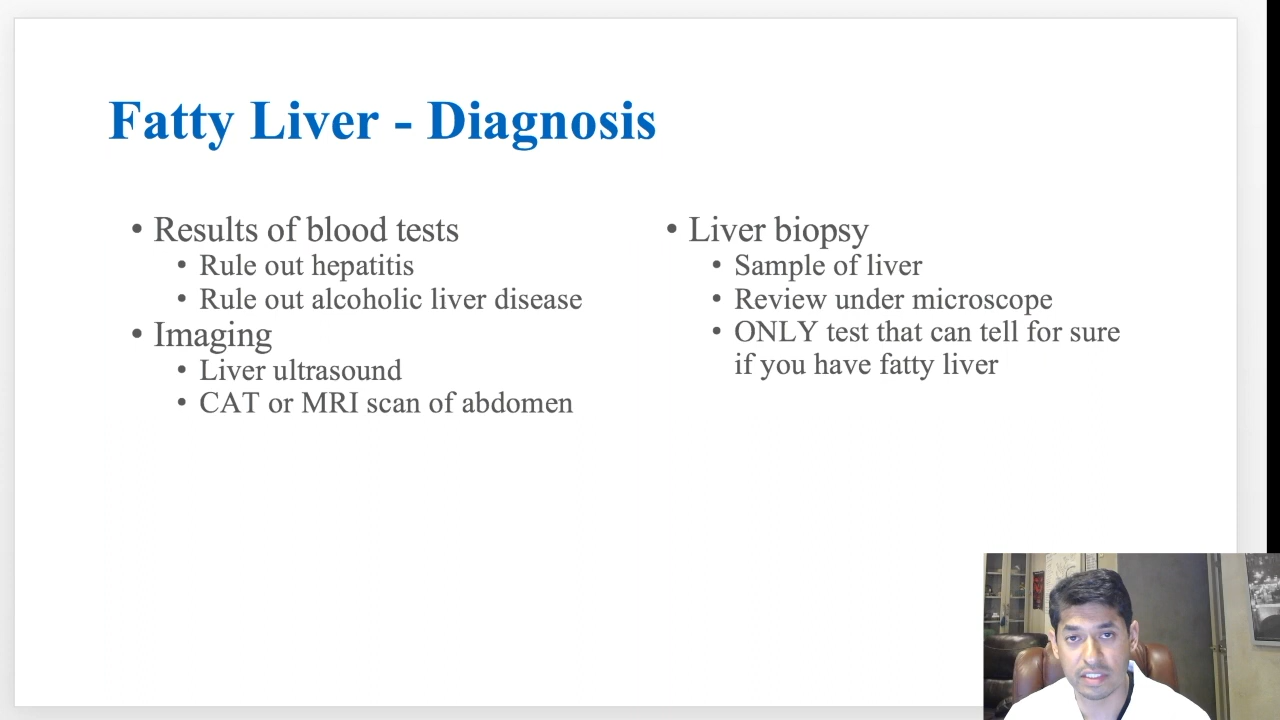 Fatty Liver - Diagnosis
• Results of blood tests
• Rule out hepatitis
• Rule out alcoholic liver disease
• Imaging
• Liver ultrasound
• CAT or MRI scan of abdomen
• Liver biopsy
• Sample of liver
• Review under microscope
• ONLY test that can tell for sure
if you have fatty liver